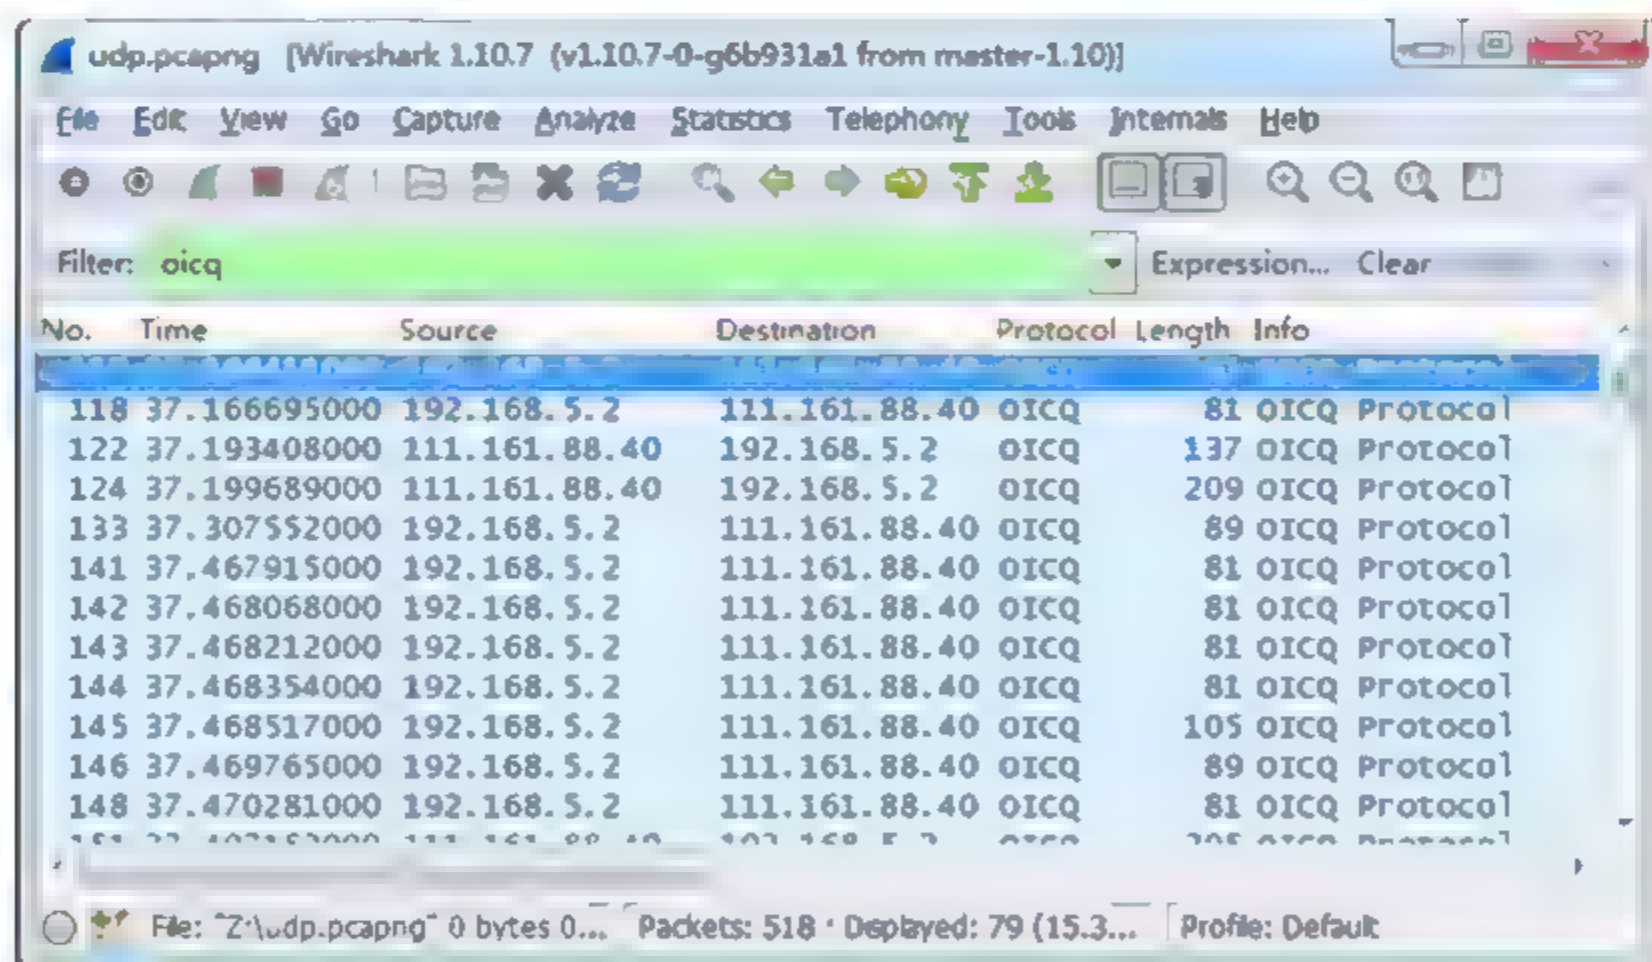 udp.pcapng [Wireshark 1.10.7 (v1.10.7-0-g6b931a1 from master-1.10)]
File Edit View Go Capture Analyze Statistics Telephony Tools Internals Help
Filter: oicq Expression... Clear
No. Time Source Destination Protocol Length Info
118 37.166695000 192.168.5.2 111.161.88.40 OICQ 81 OICQ Protocol
122 37.193408000 111.161.88.40 192.168.5.2 OICQ 137 OICQ Protocol
124 37.199689000 111.161.88.40 192.168.5.2 OICQ 209 OICQ Protocol
133 37.307552000 192.168.5.2 111.161.88.40 OICQ 89 OICQ Protocol
141 37.467915000 192.168.5.2 111.161.88.40 OICQ 81 OICQ Protocol
142 37.468068000 192.168.5.2 111.161.88.40 OICQ 81 OICQ Protocol
143 37.468212000 192.168.5.2 111.161.88.40 OICQ 81 OICQ Protocol
144 37.468354000 192.168.5.2 111.161.88.40 OICQ 81 OICQ Protocol
145 37.468517000 192.168.5.2 111.161.88.40 OICQ 105 OICQ Protocol
146 37.469765000 192.168.5.2 111.161.88.40 OICQ 89 OICQ Protocol
148 37.470281000 192.168.5.2 111.161.88.40 OICQ 81 OICQ Protocol
File: "Z:\udp.pcapng" 0 bytes 0... Packets: 518 · Displayed: 79 (15.3... Profile: Default